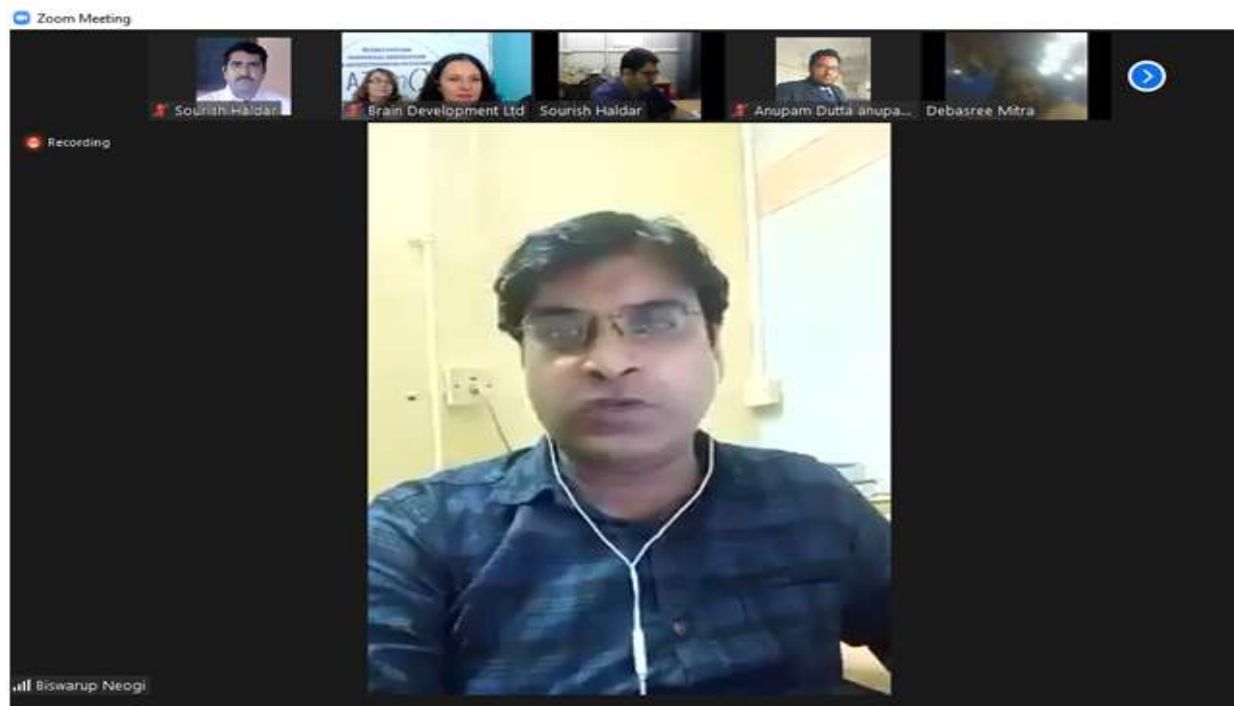 Zoom Meeting
Sourish Haldar
Brain Development Ltd
Sourish Haldar
Anupam Dutta anupa...
Debasree Mitra
Recording
Biswarup Neogi